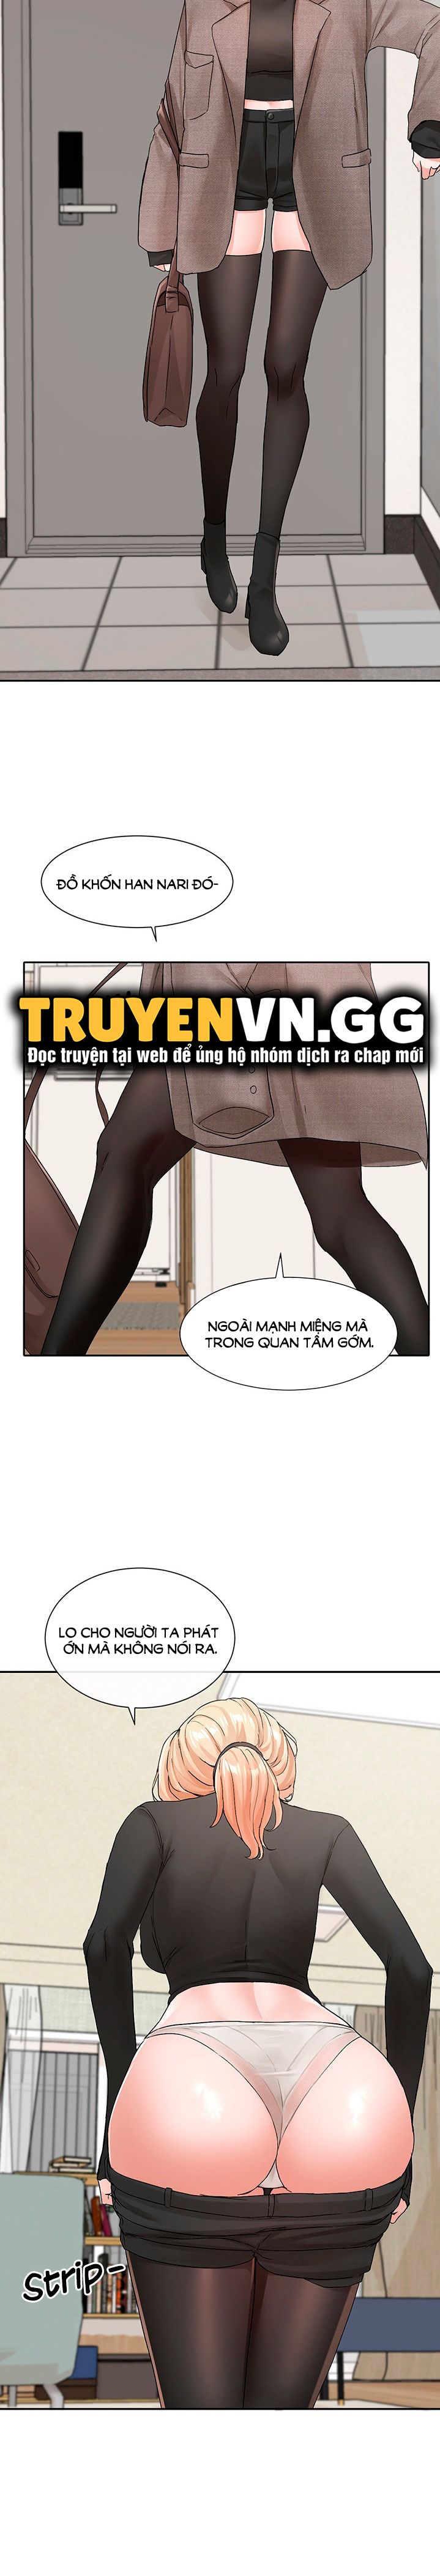 ĐỒ KHỐN HAN NARI ĐÓ-
TRUYENVN.GG
Đọc truyện tại web để ủng hộ nhóm dịch ra chap mới
NGOÀI MẠNH MIỆNG MÀ
TRONG QUAN TÂM GỚM.
LO CHO NGƯỜI TA PHÁT
ỚN MÀ KHÔNG NÓI RA.
Strip-